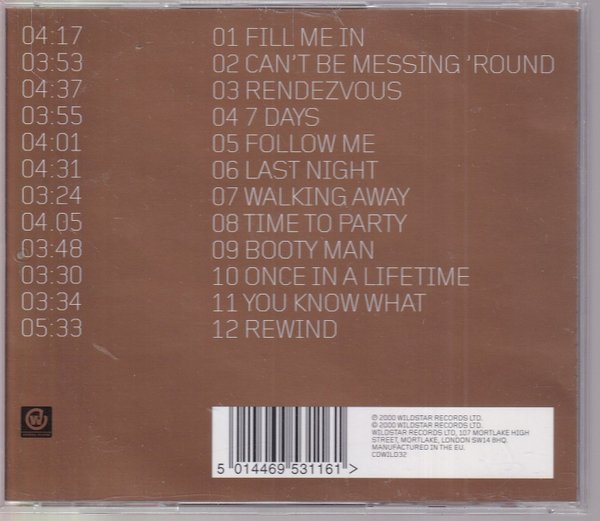 04:17 01 FILL ME IN
03:53 02 CAN'T BE MESSING 'ROUND
04:37 03 RENDEZVOUS
03:55 04 7 DAYS
04:01 05 FOLLOW ME
04:31 06 LAST NIGHT
03:24 07 WALKING AWAY
04.05 08 TIME TO PARTY
03:48 09 BOOTY MAN
03:30 10 ONCE IN A LIFETIME
03:34 11 YOU KNOW WHAT
05:33 12 REWIND
℗ 2000 WILDSTAR RECORDS LTD.
© 2000 WILDSTAR RECORDS LTD.
WILDSTAR RECORDS LTD, 107 MORTLAKE HIGH
STREET, MORTLAKE, LONDON SW14 8HQ.
MANUFACTURED IN THE EU.
CDWILD32
5 014469 531161 >